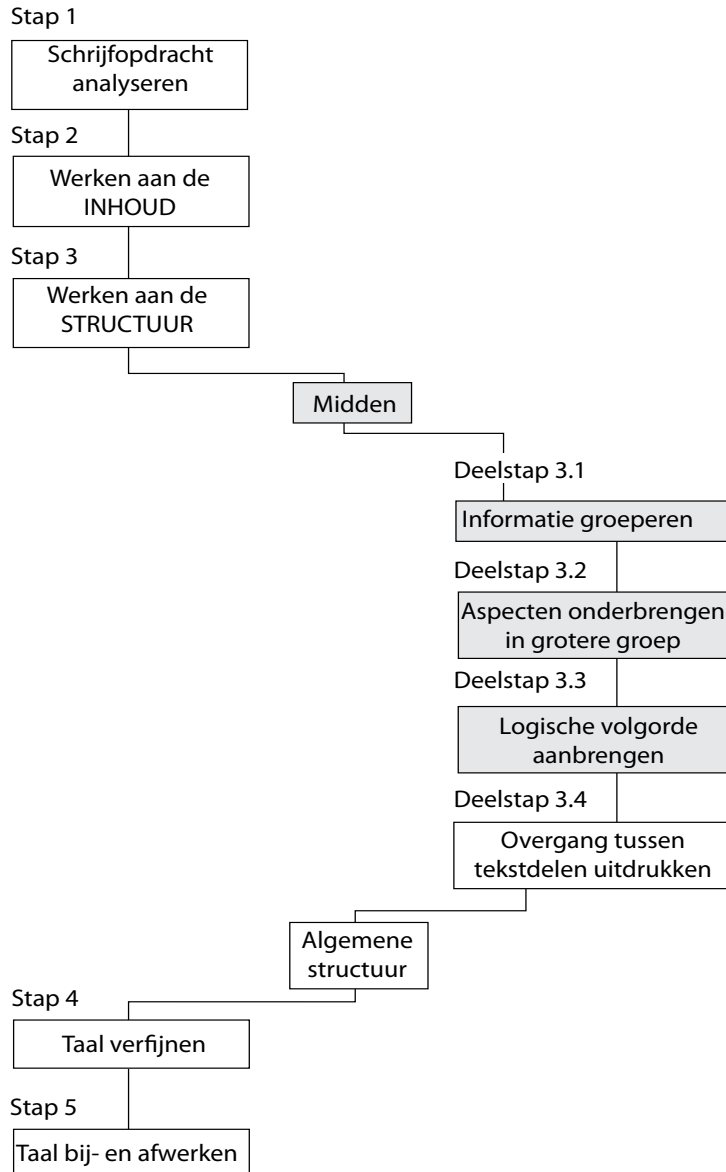 Stap 1
Schrijfopdracht
analyseren
Stap 2
Werken aan de
INHOUD
Stap 3
Werken aan de
STRUCTUUR
Midden
Deelstap 3.1
Informatie groeperen
Deelstap 3.2
Aspecten onderbrengen
in grotere groep
Deelstap 3.3
Logische volgorde
aanbrengen
Deelstap 3.4
Overgang tussen
tekstdelen uitdrukken
Algemene
structuur
Stap 4
Taal verfijnen
Stap 5
Taal bij- en afwerken